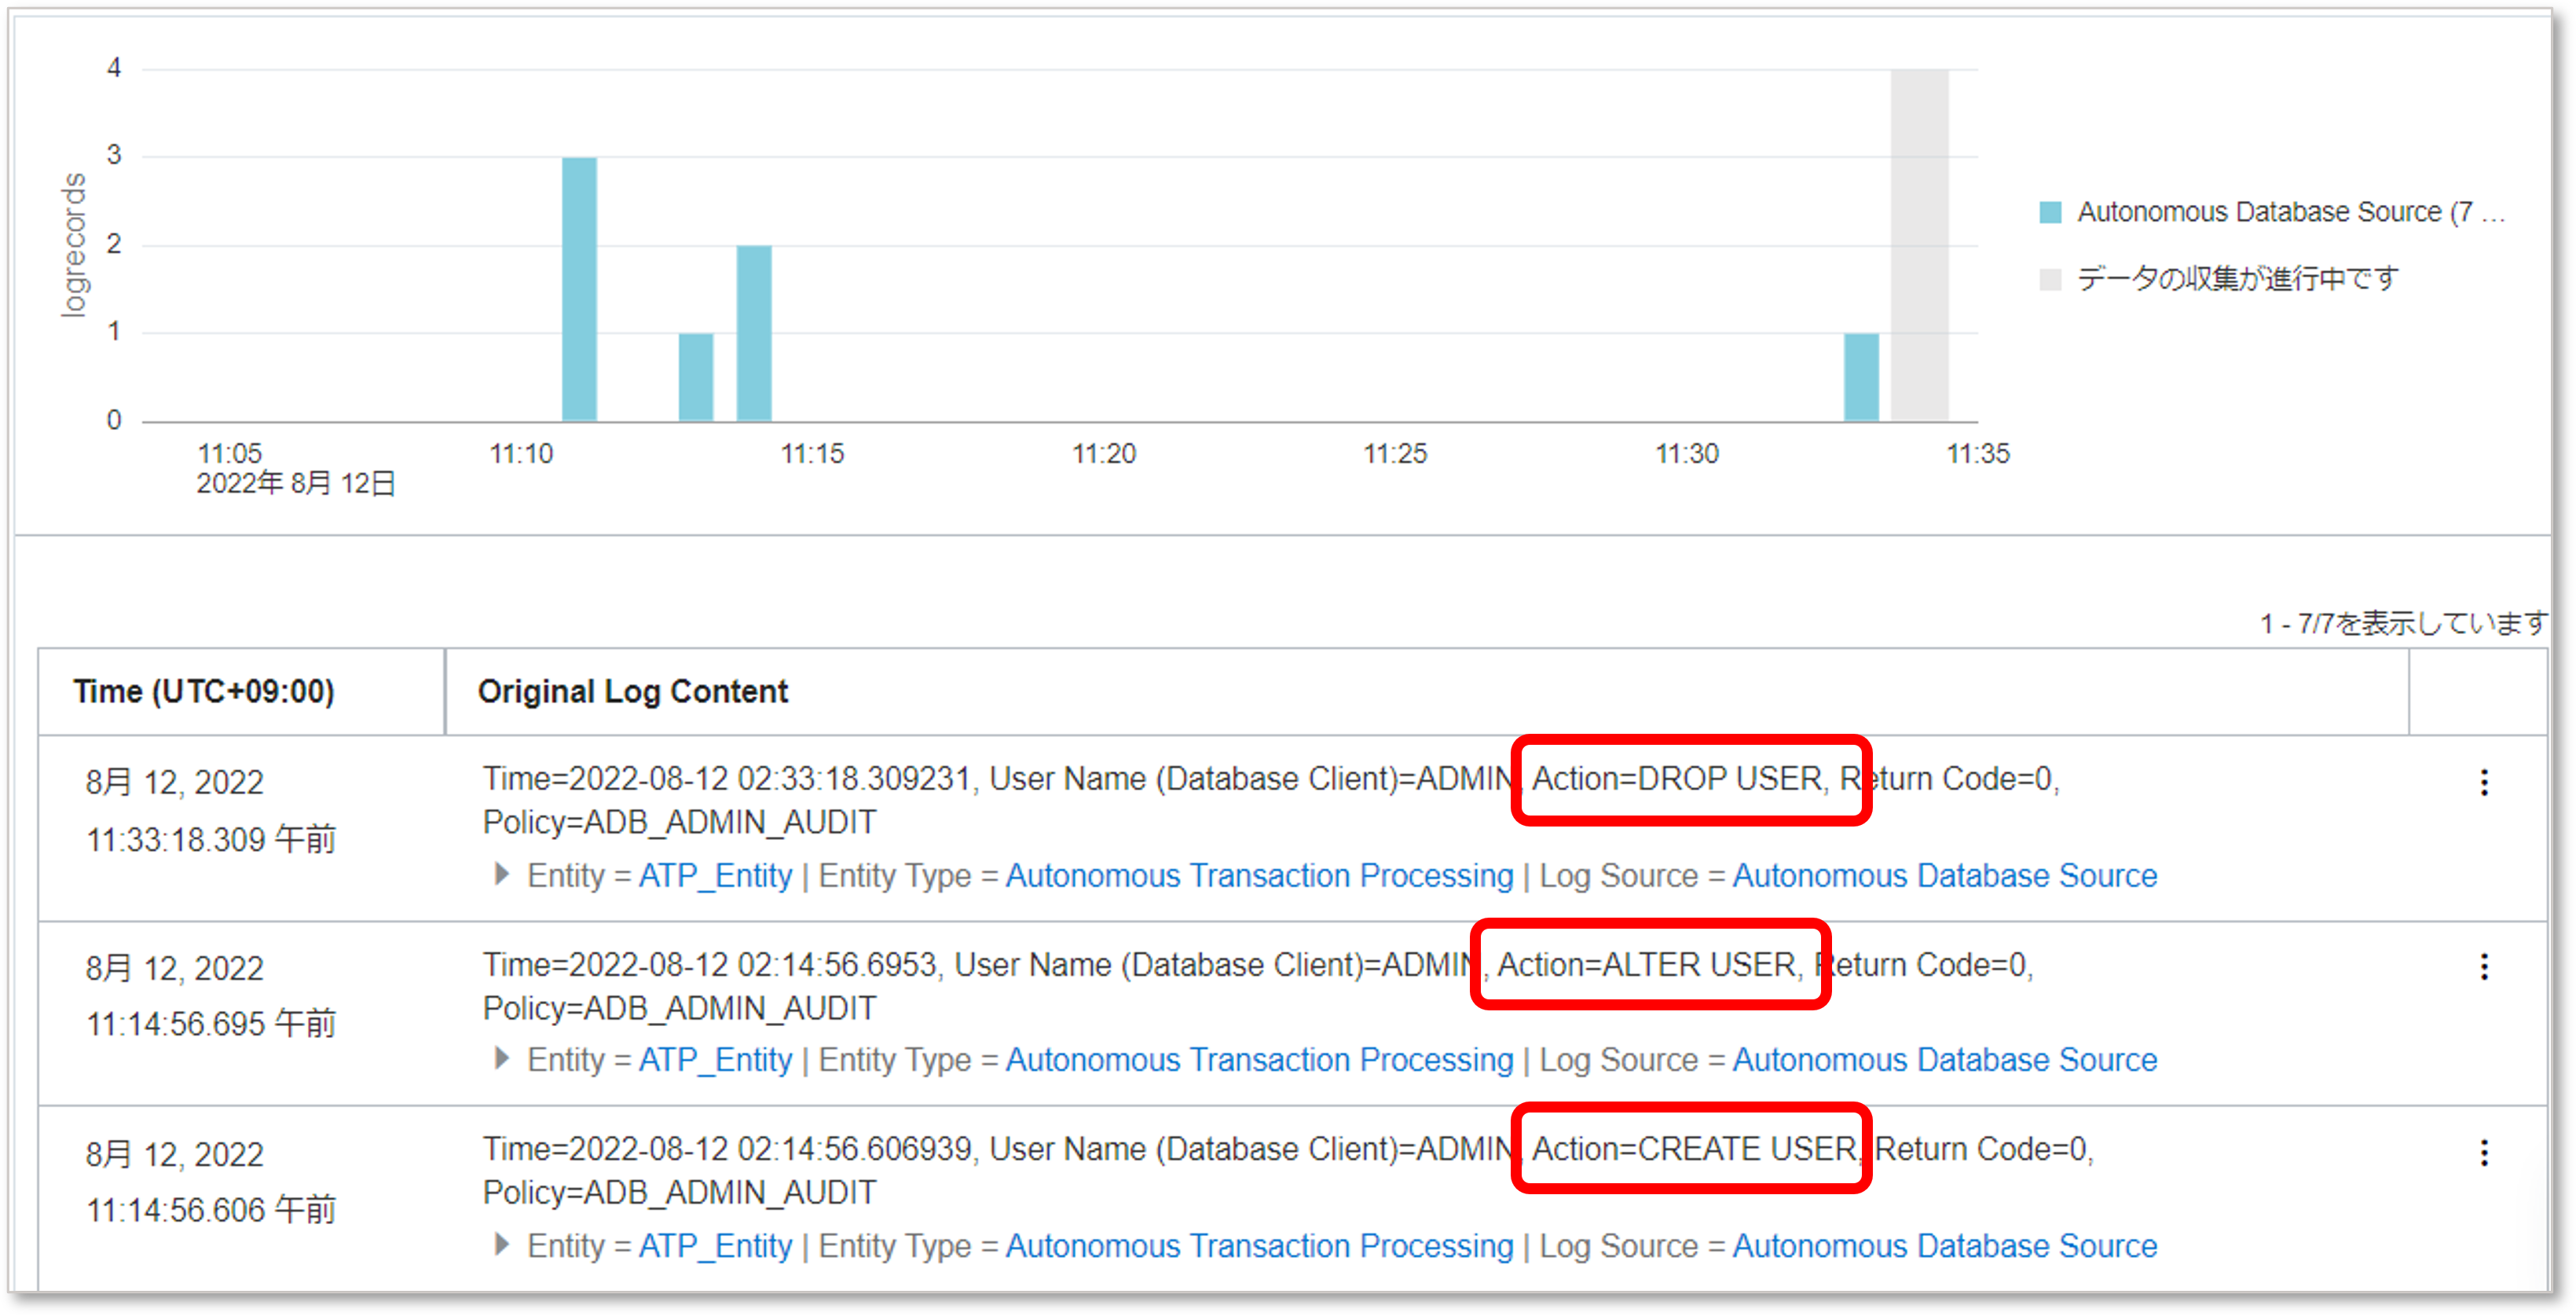 4
3
2
1
0
logrecords
11:05
11:10
11:15
11:20
11:25
11:30
11:35
2022年 8月 12日
Autonomous Database Source (7 ...
データの収集が進行中です
1 - 7/7を表示しています
Time (UTC+09:00)
Original Log Content
8月 12, 2022
11:33:18.309 午前
Time=2022-08-12 02:33:18.309231, User Name (Database Client)=ADMIN, Action=DROP USER, Return Code=0,
Policy=ADB_ADMIN_AUDIT
Entity = ATP_Entity | Entity Type = Autonomous Transaction Processing | Log Source = Autonomous Database Source
8月 12, 2022
11:14:56.695 午前
Time=2022-08-12 02:14:56.6953, User Name (Database Client)=ADMIN, Action=ALTER USER, Return Code=0,
Policy=ADB_ADMIN_AUDIT
Entity = ATP_Entity | Entity Type = Autonomous Transaction Processing | Log Source = Autonomous Database Source
8月 12, 2022
11:14:56.606 午前
Time=2022-08-12 02:14:56.606939, User Name (Database Client)=ADMIN, Action=CREATE USER, Return Code=0,
Policy=ADB_ADMIN_AUDIT
Entity = ATP_Entity | Entity Type = Autonomous Transaction Processing | Log Source = Autonomous Database Source